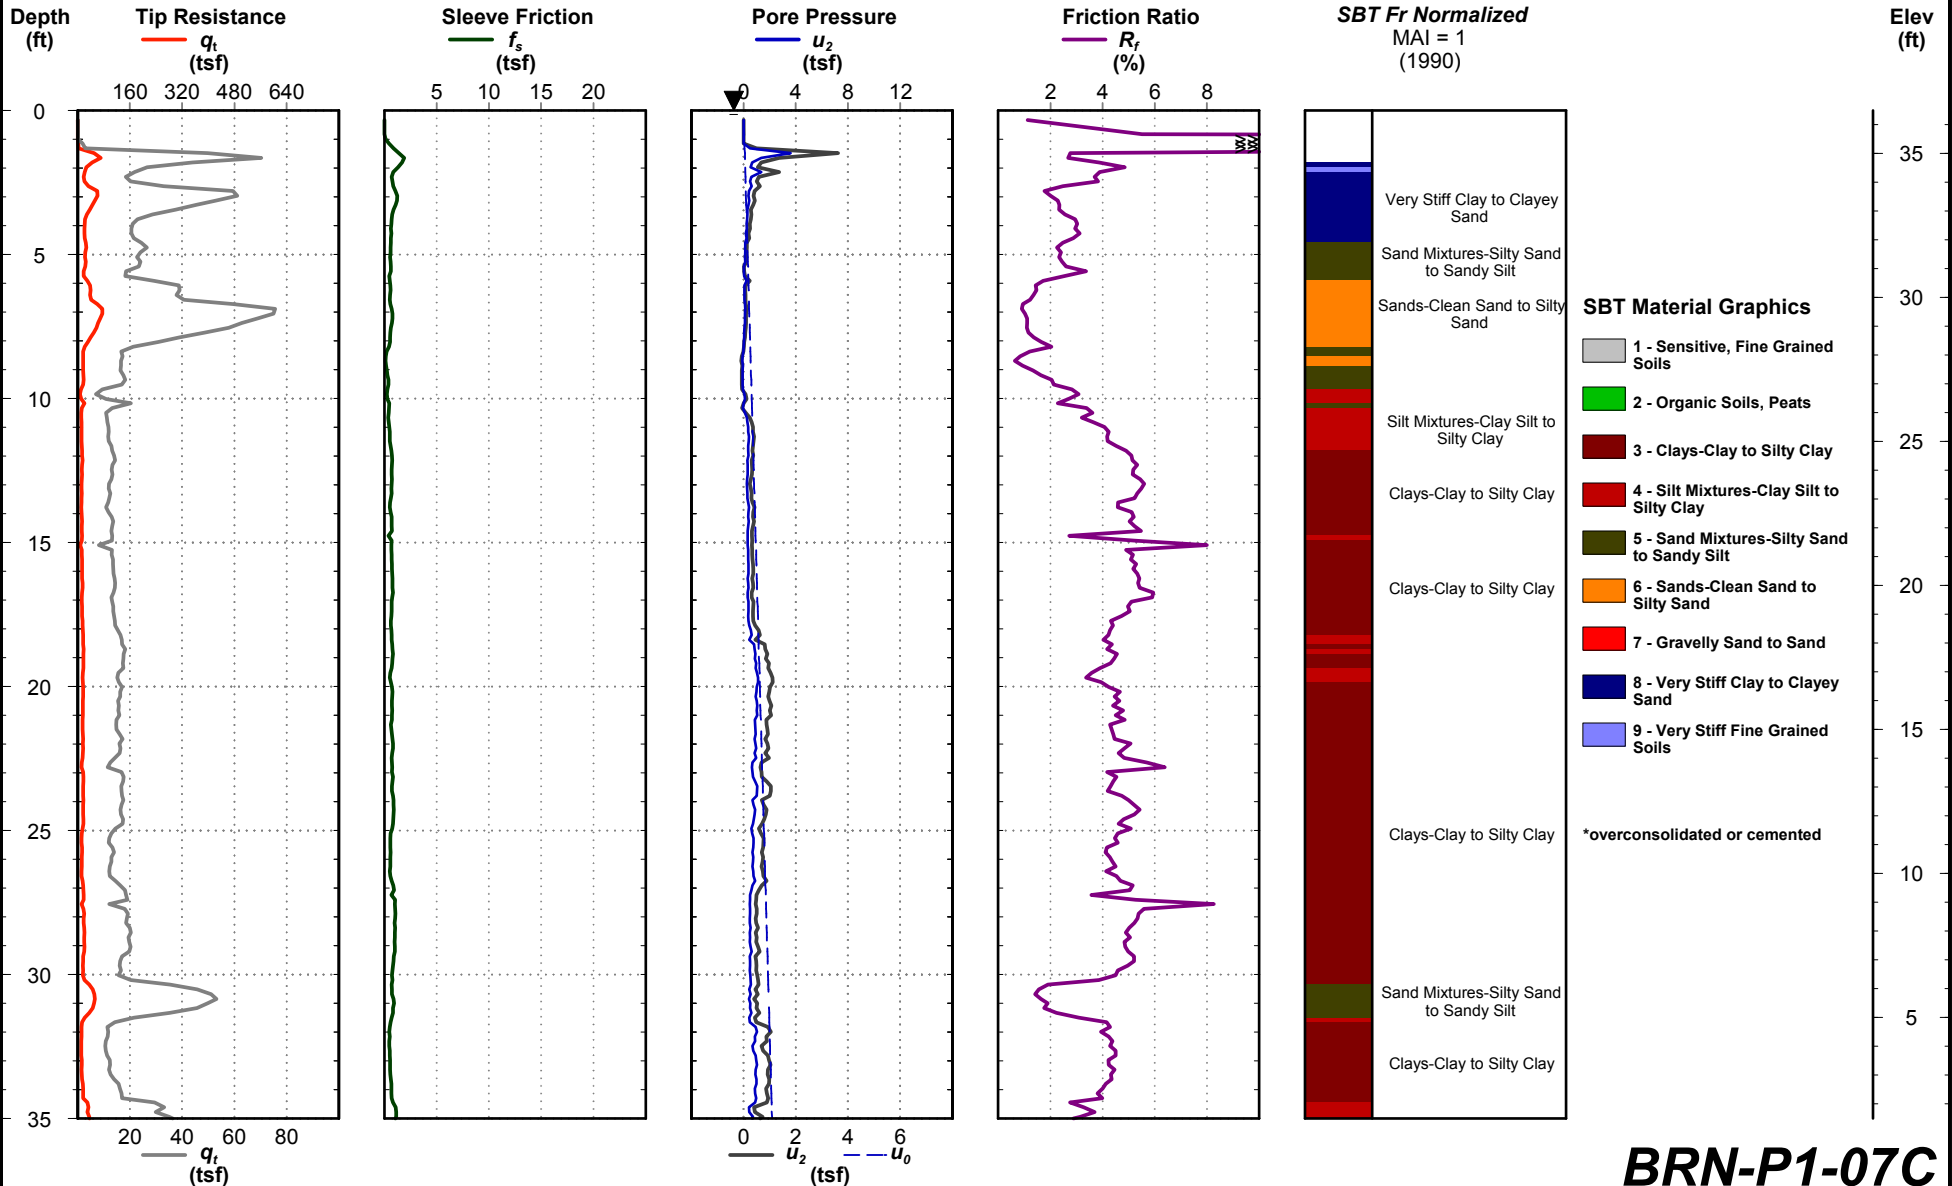 Depth
(ft)
Tip Resistance
qt
(tsf)
160 320 480 640
Sleeve Friction
fs
(tsf)
5 10 15 20
Pore Pressure
u2
(tsf)
0 4 8 12
Friction Ratio
Rf
(%)
2 4 6 8
SBT Fr Normalized
MAI = 1
(1990)
Elev
(ft)
0
5
10
15
20
25
30
35
>>
>>
>>
Very Stiff Clay to Clayey
Sand
Sand Mixtures-Silty Sand
to Sandy Silt
Sands-Clean Sand to Silty
Sand
Silt Mixtures-Clay Silt to
Silty Clay
Clays-Clay to Silty Clay
Clays-Clay to Silty Clay
Clays-Clay to Silty Clay
Sand Mixtures-Silty Sand
to Sandy Silt
Clays-Clay to Silty Clay
SBT Material Graphics
1 - Sensitive, Fine Grained
Soils
2 - Organic Soils, Peats
3 - Clays-Clay to Silty Clay
4 - Silt Mixtures-Clay Silt to
Silty Clay
5 - Sand Mixtures-Silty Sand
to Sandy Silt
6 - Sands-Clean Sand to
Silty Sand
7 - Gravelly Sand to Sand
8 - Very Stiff Clay to Clayey
Sand
9 - Very Stiff Fine Grained
Soils
*overconsolidated or cemented
35
30
25
20
15
10
5
20 40 60 80
qt
(tsf)
0 2 4 6
u2 u0
(tsf)
BRN-P1-07C